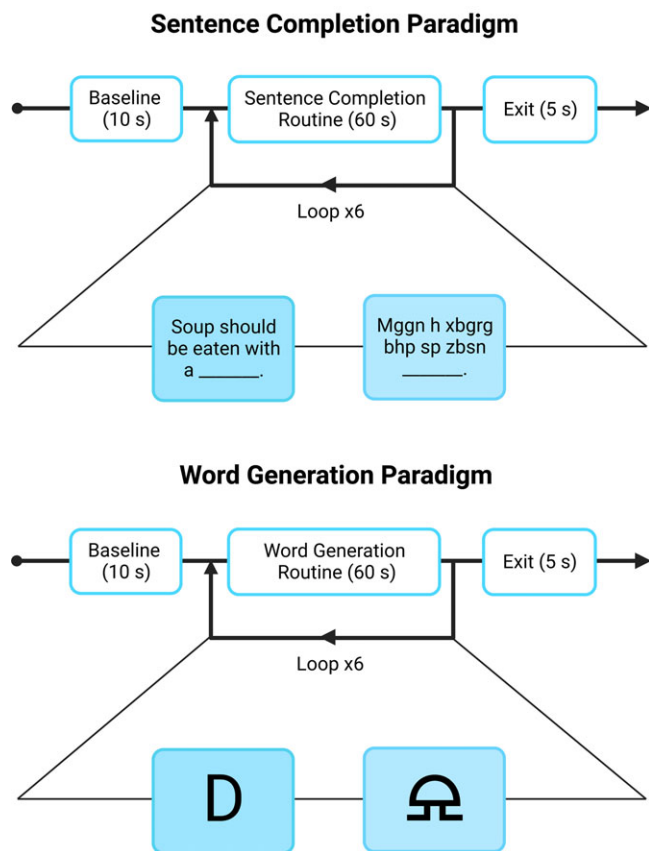 Sentence Completion Paradigm
Baseline
(10 s)
Sentence Completion
Routine (60 s)
Exit (5 s)
Loop x6
Soup should
be eaten with
a _______.
Mggn h xbgrg
bhp sp zbsn
_______.
Word Generation Paradigm
Baseline
(10 s)
Word Generation
Routine (60 s)
Exit (5 s)
Loop x6
D